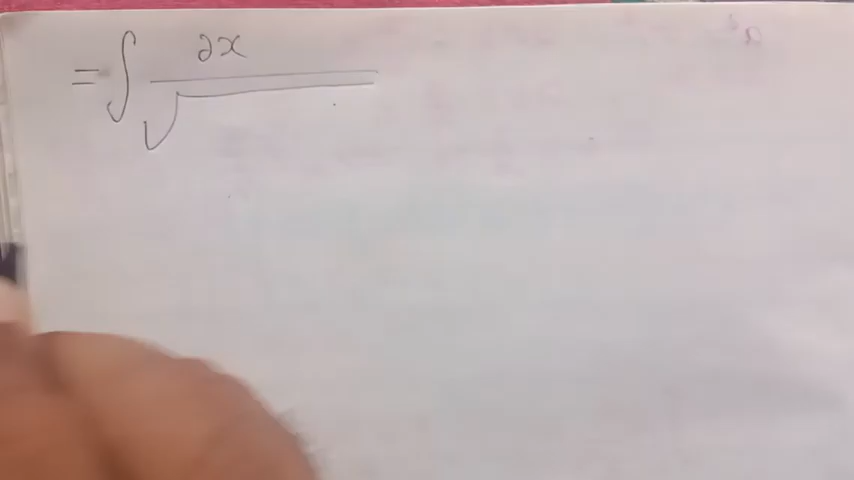 = ∫ ∂x / √